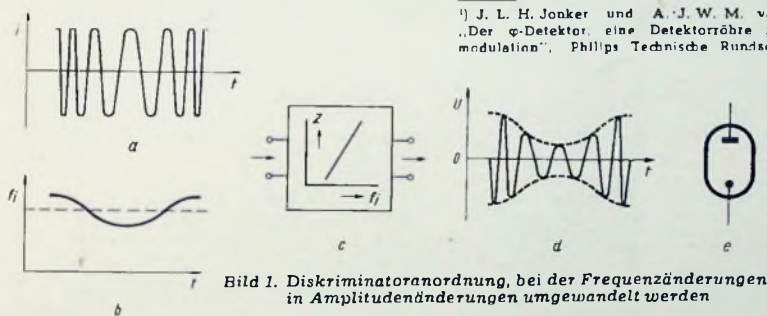 ¹) J. L. H. Jonker und A. J. W. M. v
„Der φ-Detektor, eine Detektorröhre
modulation", Philips Technische Rundsc
i
t
a
fi
t
b
Z
fi
c
U
0
t
d
e
Bild 1. Diskriminatoranordnung, bei der Frequenzänderungen
in Amplitudenänderungen umgewandelt werden